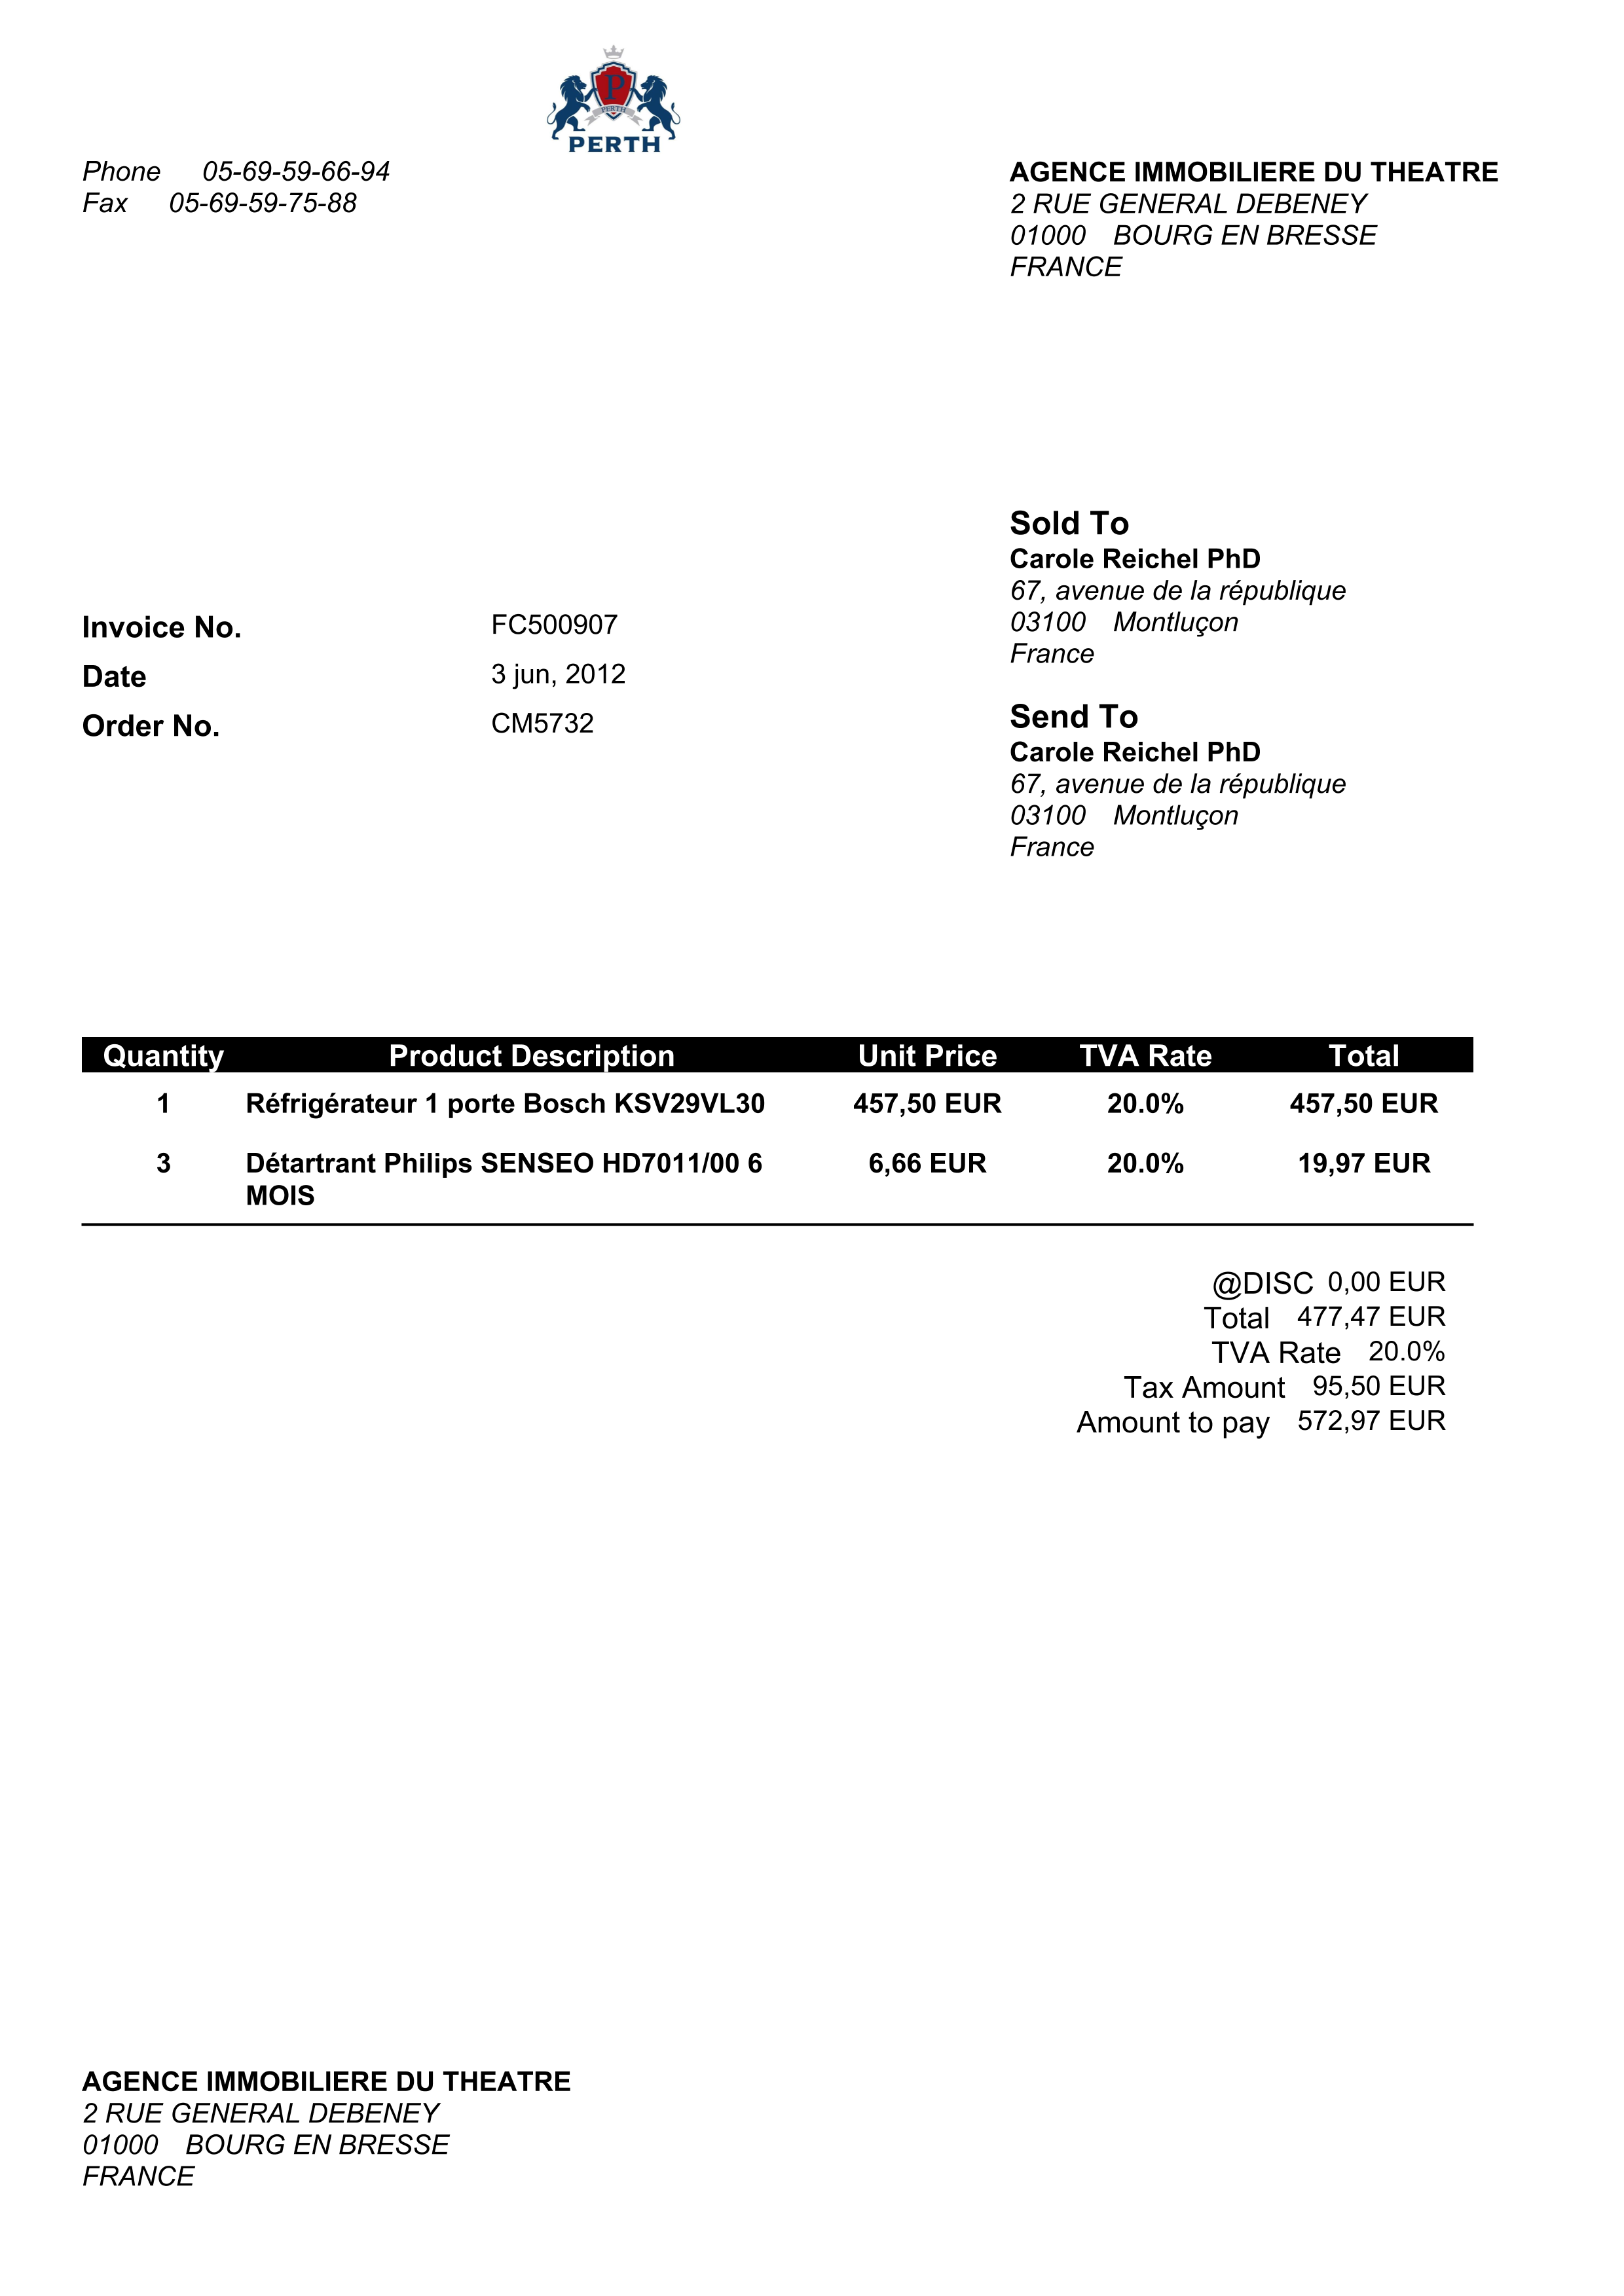 P
PERTH
PERTH
Phone 05-69-59-66-94
Fax 05-69-59-75-88
AGENCE IMMOBILIERE DU THEATRE
2 RUE GENERAL DEBENEY
01000 BOURG EN BRESSE
FRANCE
Sold To
Carole Reichel PhD
67, avenue de la république
03100 Montluçon
France
Invoice No. FC500907
Date 3 jun, 2012
Order No. CM5732
Send To
Carole Reichel PhD
67, avenue de la république
03100 Montluçon
France
Quantity Product Description Unit Price TVA Rate Total
1 Réfrigérateur 1 porte Bosch KSV29VL30 457,50 EUR 20.0% 457,50 EUR
3 Détartrant Philips SENSEO HD7011/00 6 6,66 EUR 20.0% 19,97 EUR
MOIS
@DISC 0,00 EUR
Total 477,47 EUR
TVA Rate 20.0%
Tax Amount 95,50 EUR
Amount to pay 572,97 EUR
AGENCE IMMOBILIERE DU THEATRE
2 RUE GENERAL DEBENEY
01000 BOURG EN BRESSE
FRANCE